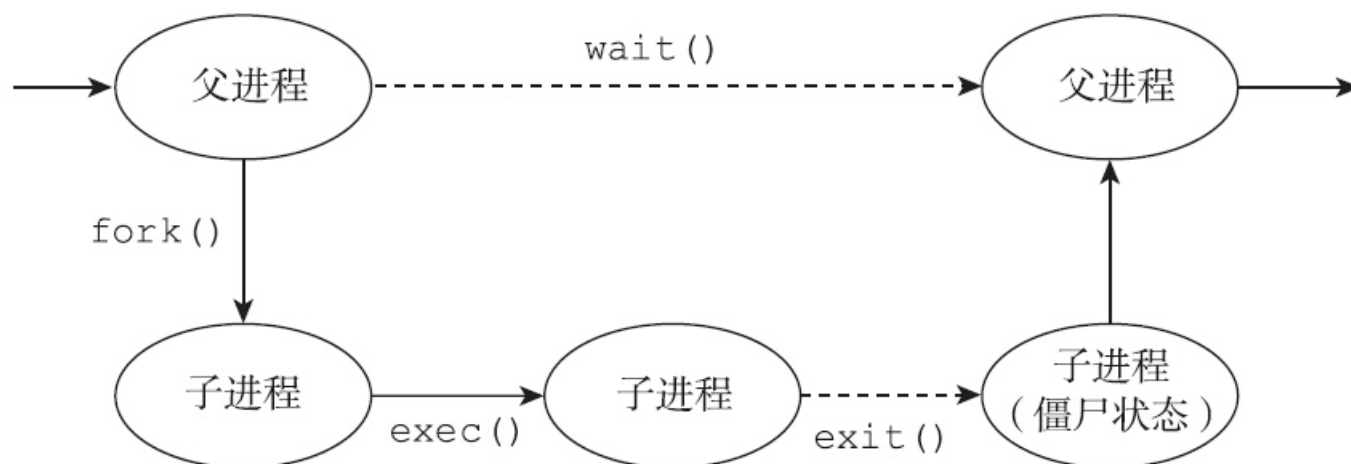 wait()
父进程
父进程
fork()
子进程
子进程
子进程
（僵尸状态）
exec()
exit()